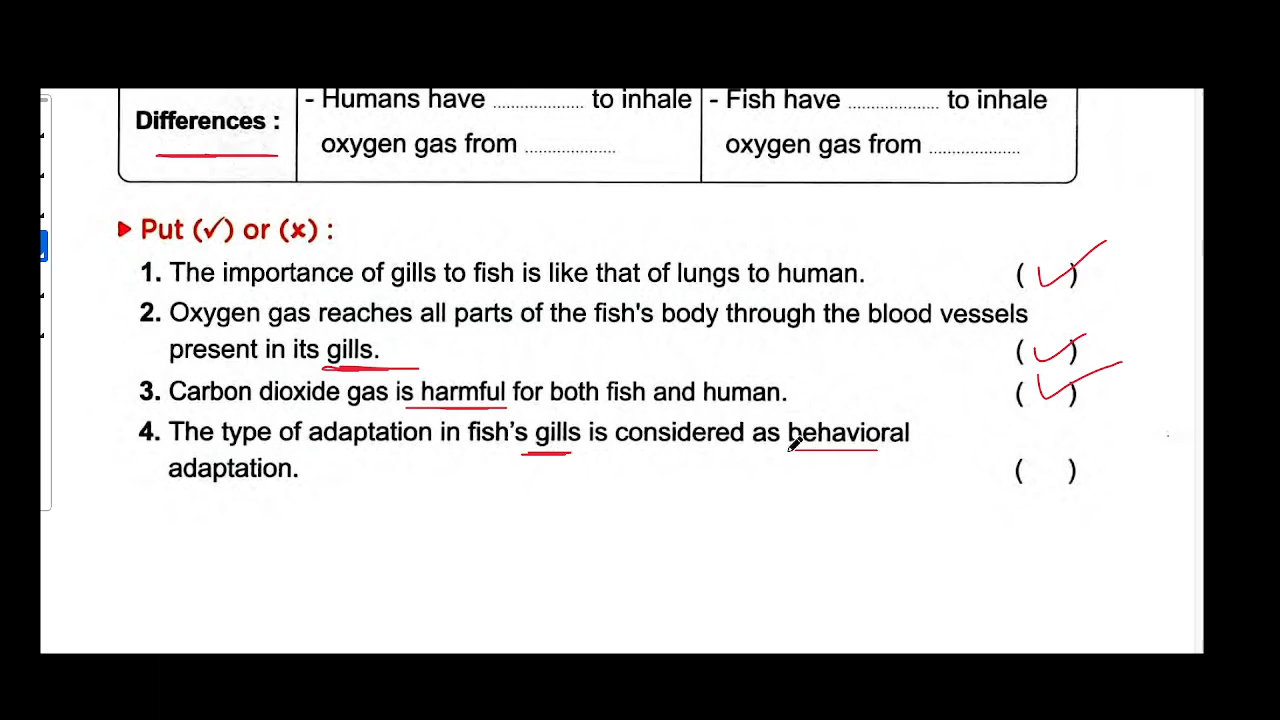 Differences :
- Humans have .................. to inhale
oxygen gas from ..................
- Fish have .................. to inhale
oxygen gas from ..................
Put (✓) or (x) :
1. The importance of gills to fish is like that of lungs to human. ( ✓ )
2. Oxygen gas reaches all parts of the fish's body through the blood vessels
present in its gills. ( ✓ )
3. Carbon dioxide gas is harmful for both fish and human. ( ✓ )
4. The type of adaptation in fish's gills is considered as behavioral
adaptation. ( )